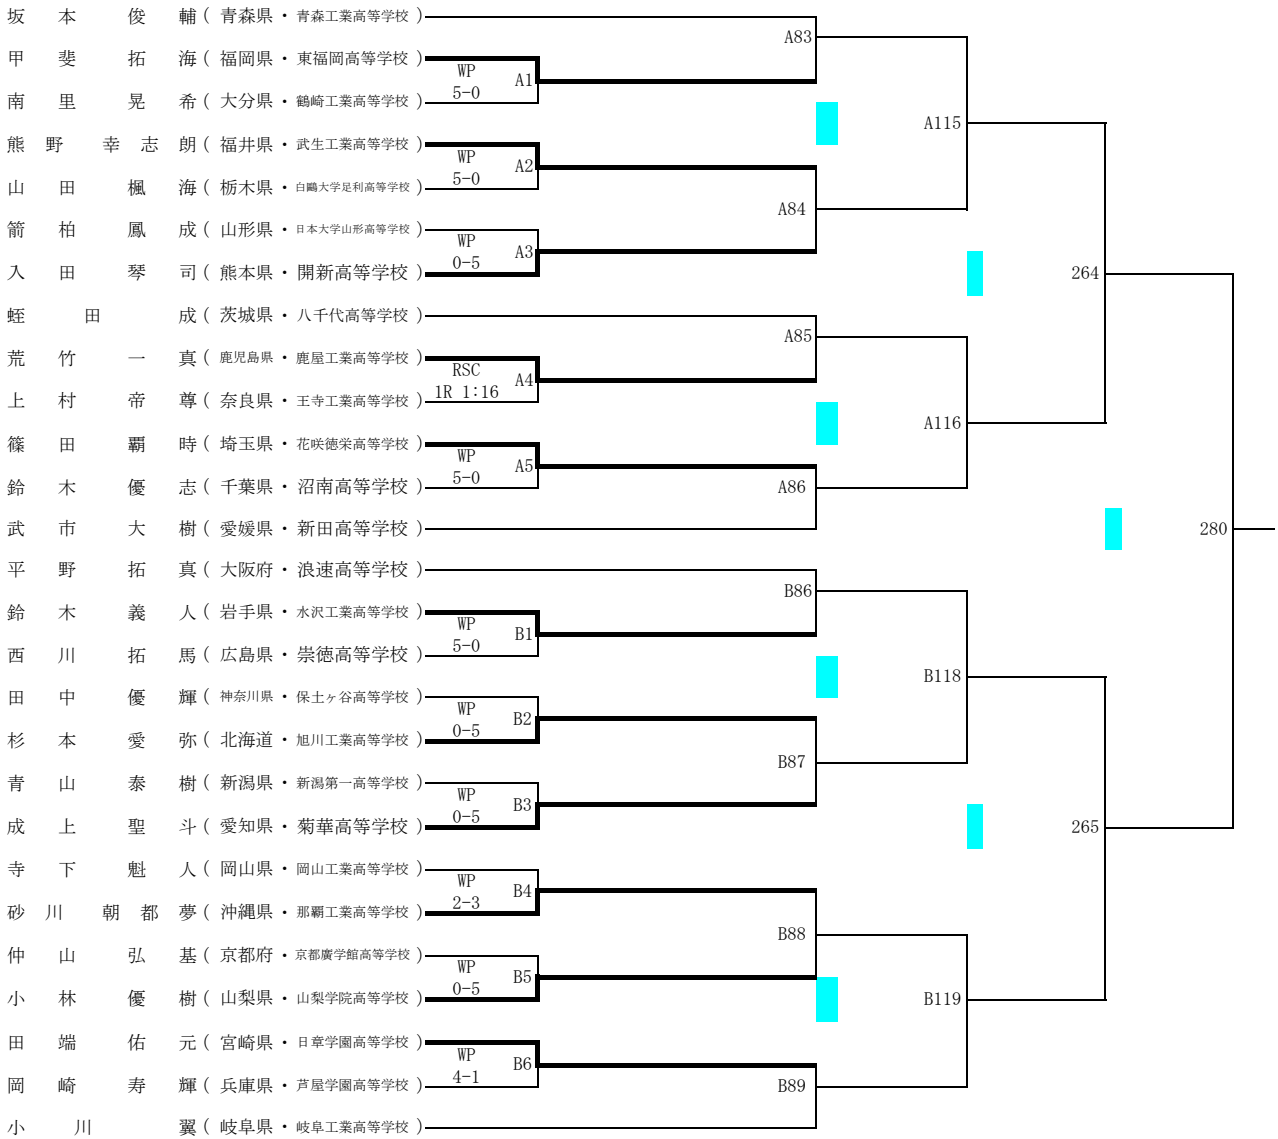 坂本俊輔(青森県・青森工業高等学校)
A83
甲斐拓海(福岡県・東福岡高等学校)
WP
A1
5-0
南里晃希(大分県・鶴崎工業高等学校)
A115
熊野幸志朗(福井県・武生工業高等学校)
WP
A2
5-0
山田楓海(栃木県・白鷗大学足利高等学校)
A84
箭柏鳳成(山形県・日本大学山形高等学校)
WP
A3
0-5
入田琴司(熊本県・開新高等学校)
264
蛭田成(茨城県・八千代高等学校)
A85
荒竹一真(鹿児島県・鹿屋工業高等学校)
RSC
A4
1R 1:16
上村帝尊(奈良県・王寺工業高等学校)
A116
篠田覇時(埼玉県・花咲徳栄高等学校)
WP
A5
5-0
鈴木優志(千葉県・沼南高等学校)
A86
武市大樹(愛媛県・新田高等学校)
280
平野拓真(大阪府・浪速高等学校)
B86
鈴木義人(岩手県・水沢工業高等学校)
WP
B1
5-0
西川拓馬(広島県・崇徳高等学校)
B118
田中優輝(神奈川県・保土ヶ谷高等学校)
WP
B2
0-5
杉本愛弥(北海道・旭川工業高等学校)
B87
青山泰樹(新潟県・新潟第一高等学校)
WP
B3
0-5
成上聖斗(愛知県・菊華高等学校)
265
寺下魁人(岡山県・岡山工業高等学校)
WP
B4
2-3
砂川朝都夢(沖縄県・那覇工業高等学校)
B88
仲山弘基(京都府・京都廣学館高等学校)
WP
B5
0-5
小林優樹(山梨県・山梨学院高等学校)
B119
田端佑元(宮崎県・日章学園高等学校)
WP
B6
4-1
岡崎寿輝(兵庫県・芦屋学園高等学校)
B89
小川翼(岐阜県・岐阜工業高等学校)